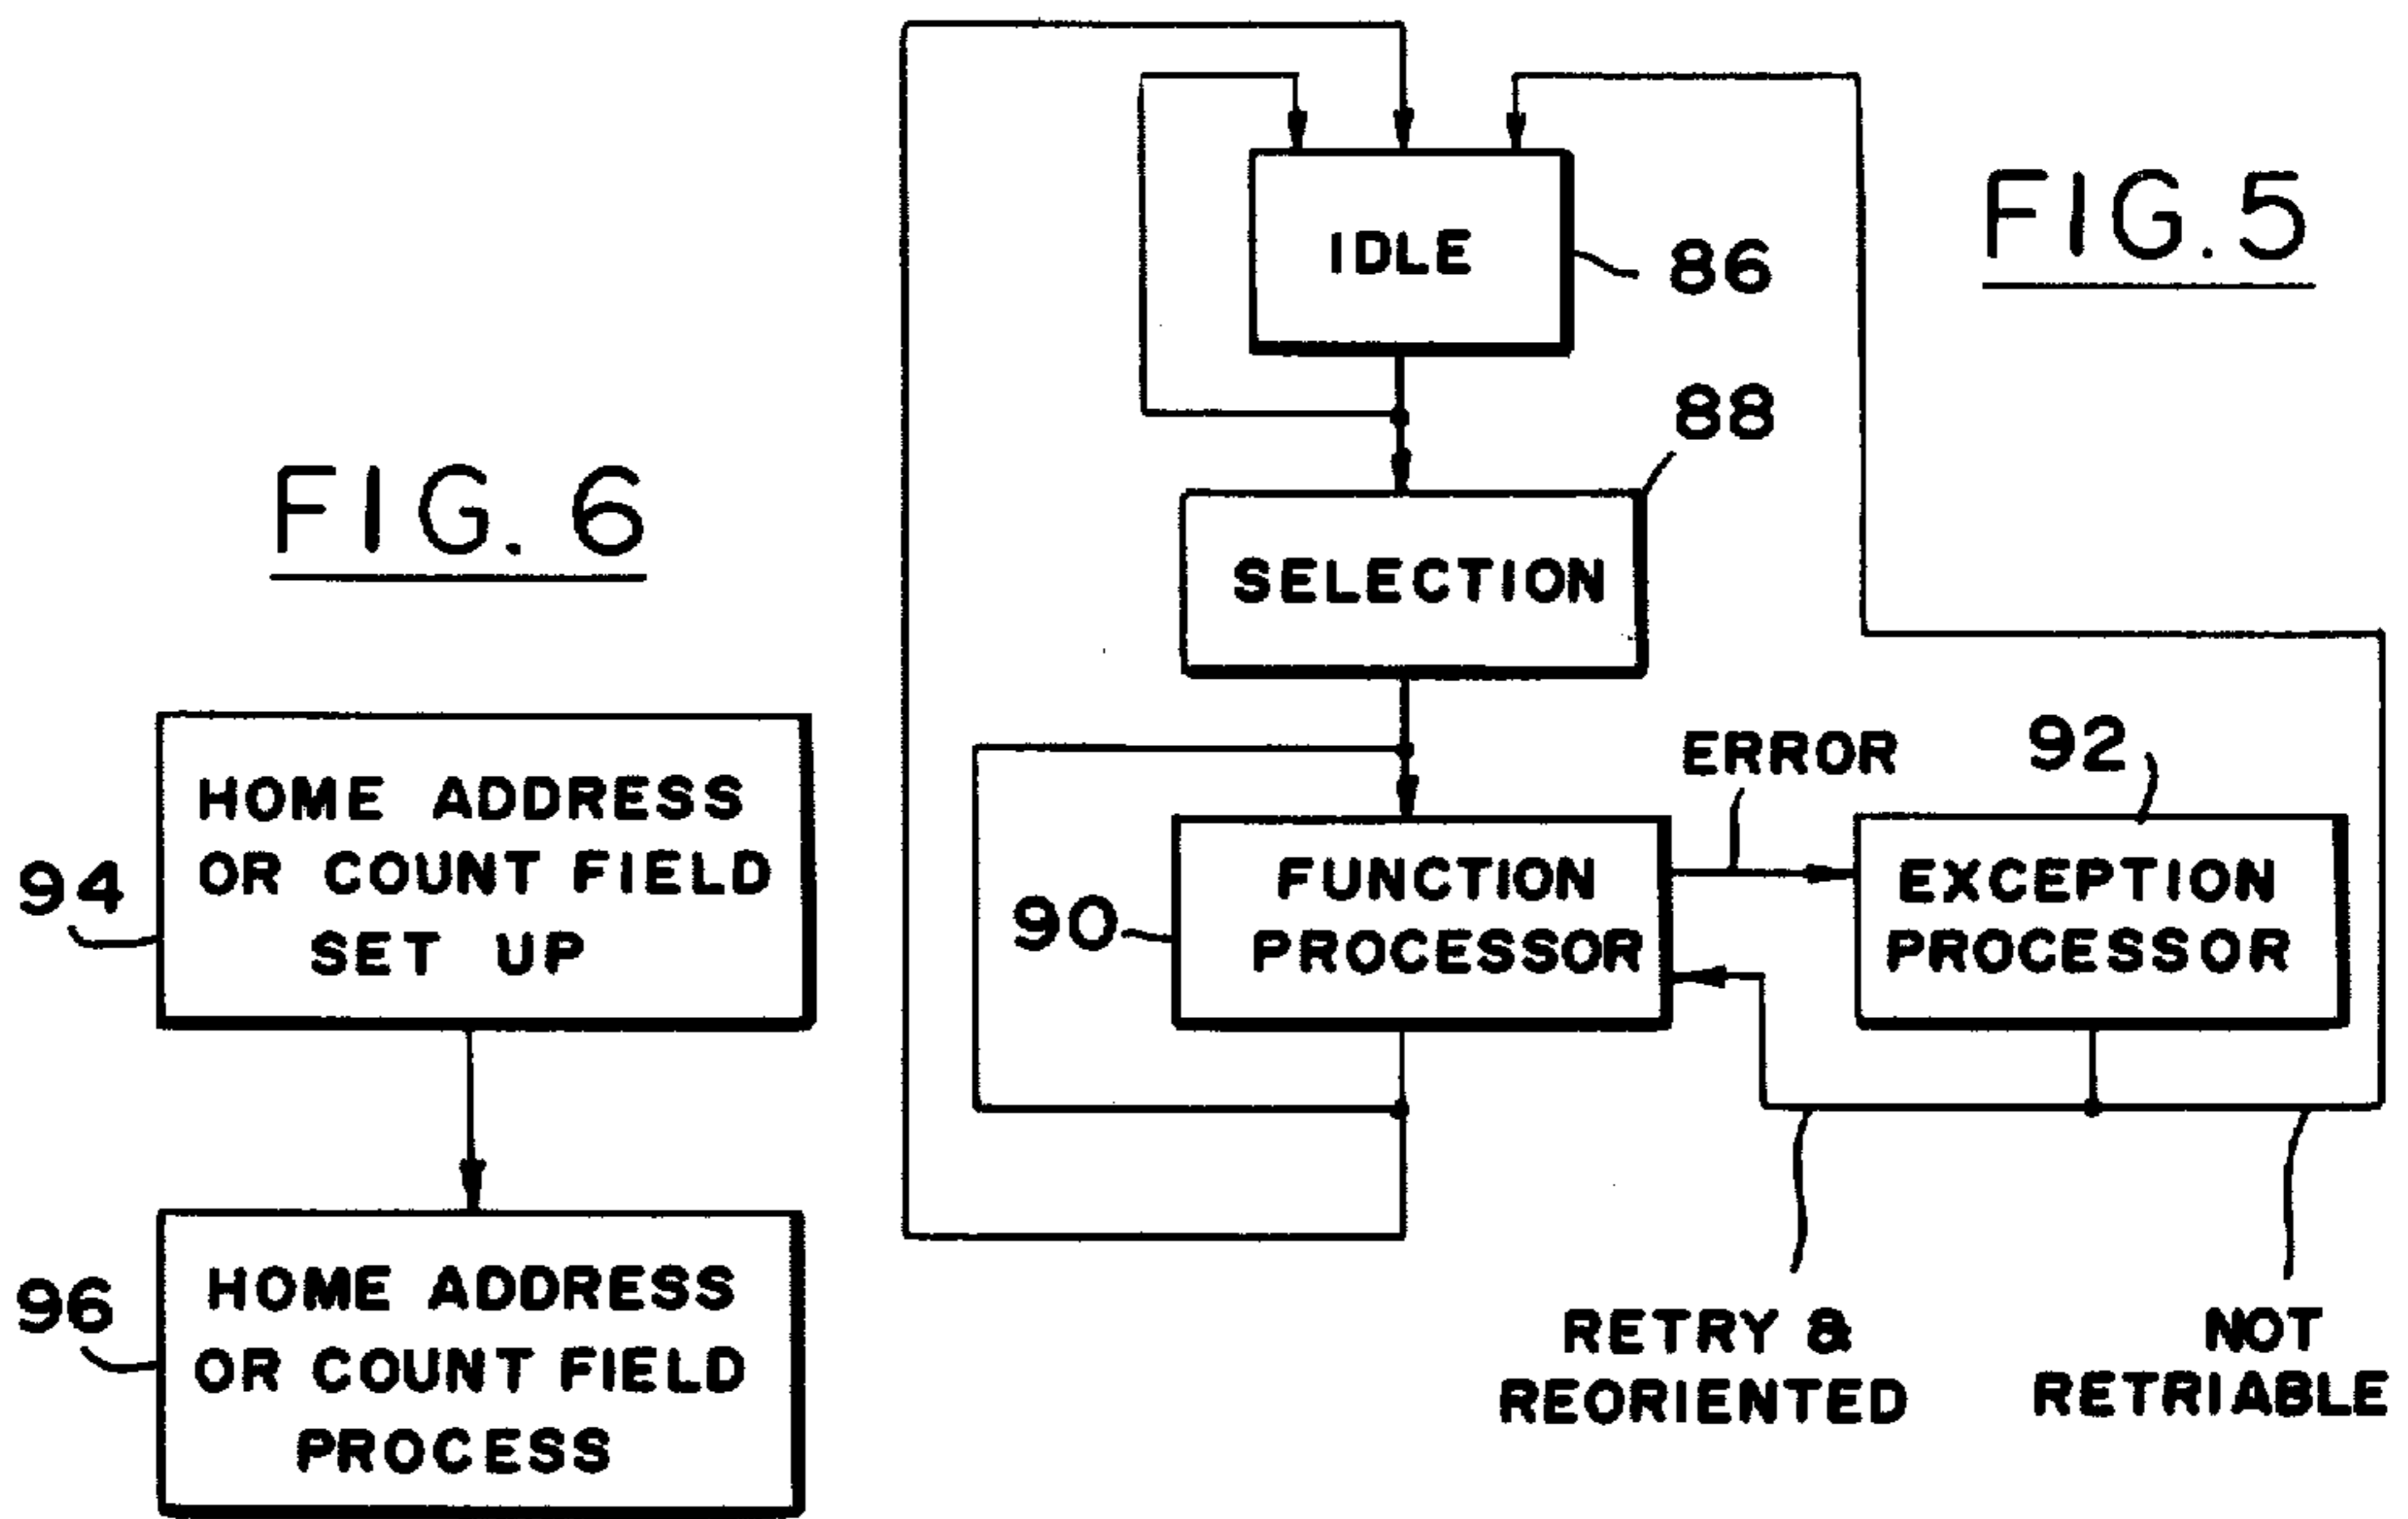 FIG. 5
IDLE
86
88
SELECTION
ERROR
92
90
FUNCTION
PROCESSOR
EXCEPTION
PROCESSOR
RETRY &
REORIENTED
NOT
RETRIABLE
FIG. 6
94
HOME ADDRESS
OR COUNT FIELD
SET UP
96
HOME ADDRESS
OR COUNT FIELD
PROCESS